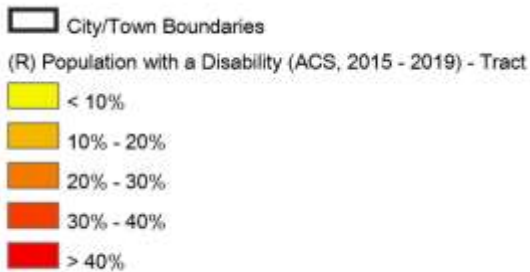 City/Town Boundaries
(R) Population with a Disability (ACS, 2015 - 2019) - Tract
< 10%
10% - 20%
20% - 30%
30% - 40%
> 40%